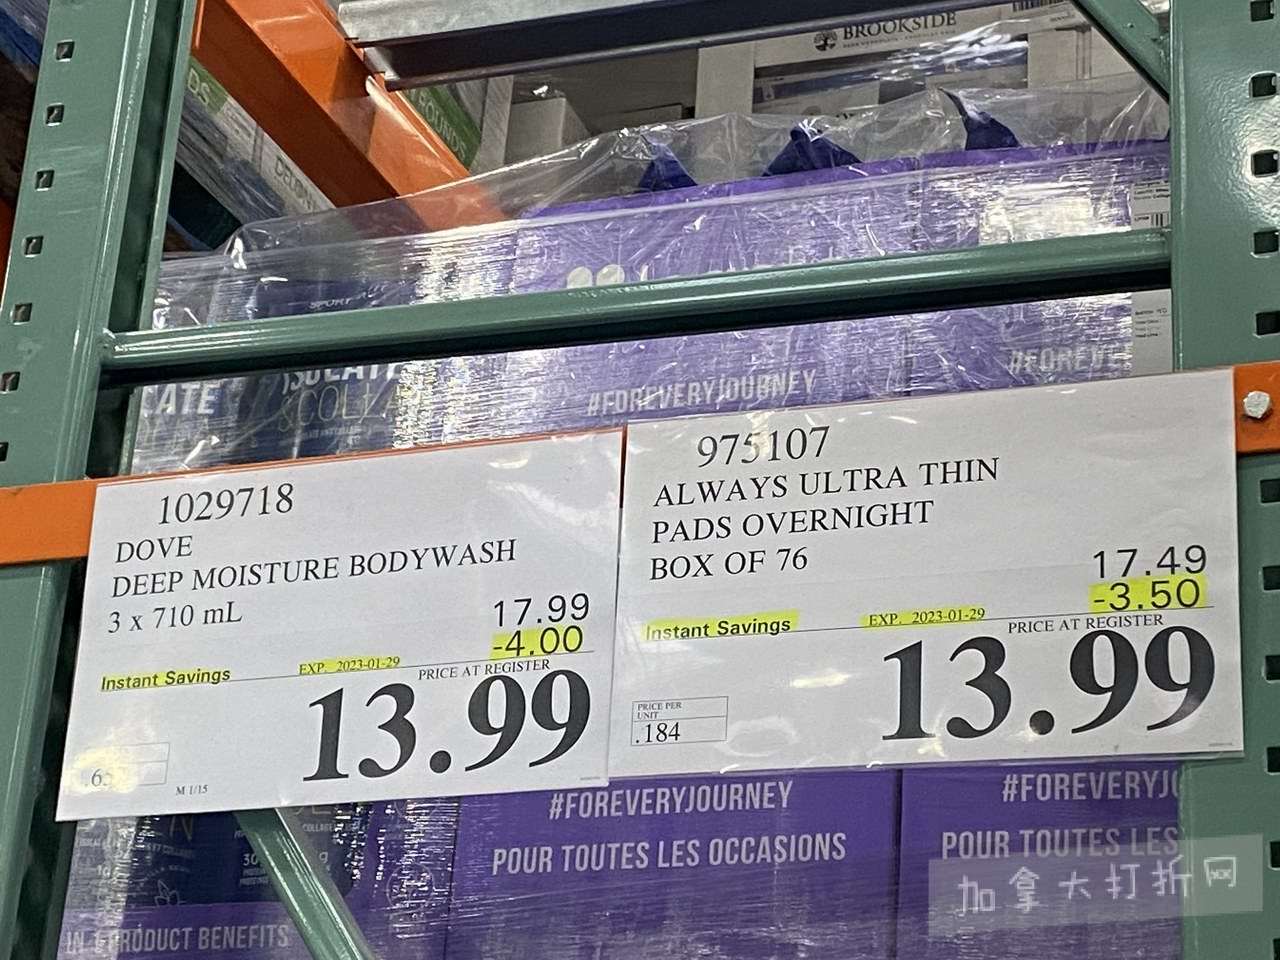 BROOKSIDE
#FOREVERYJOURNEY
1029718
DOVE
DEEP MOISTURE BODYWASH
3 x 710 mL
17.99
-4.00
Instant Savings
EXP. 2023-01-29
PRICE AT REGISTER
13.99
M 1/15
975107
ALWAYS ULTRA THIN
PADS OVERNIGHT
BOX OF 76
17.49
-3.50
Instant Savings
EXP. 2023-01-29
PRICE AT REGISTER
13.99
PRICE PER
UNIT
.184
#FOREVERYJOURNEY
POUR TOUTES LES OCCASIONS
POUR TOUTES LES
PRODUCT BENEFITS
加拿大打折网